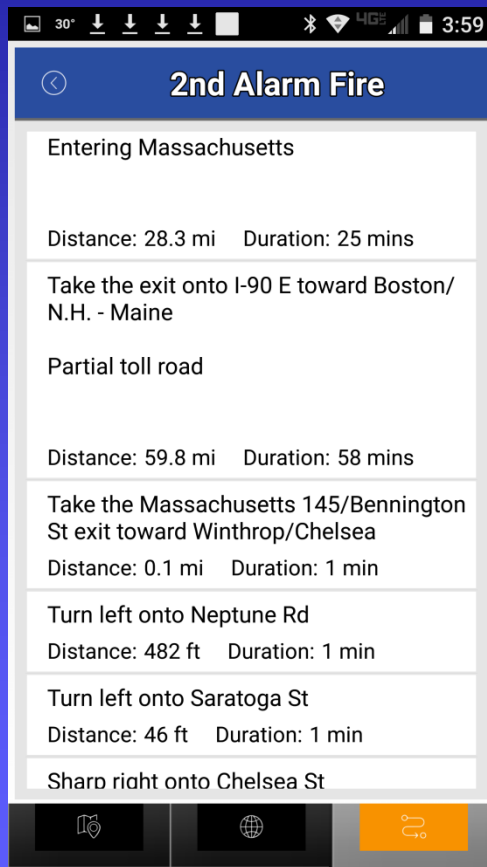 30° 4G E 3:59
2nd Alarm Fire
Entering Massachusetts
Distance: 28.3 mi Duration: 25 mins
Take the exit onto I-90 E toward Boston/
N.H. - Maine
Partial toll road
Distance: 59.8 mi Duration: 58 mins
Take the Massachusetts 145/Bennington
St exit toward Winthrop/Chelsea
Distance: 0.1 mi Duration: 1 min
Turn left onto Neptune Rd
Distance: 482 ft Duration: 1 min
Turn left onto Saratoga St
Distance: 46 ft Duration: 1 min
Sharp right onto Chelsea St